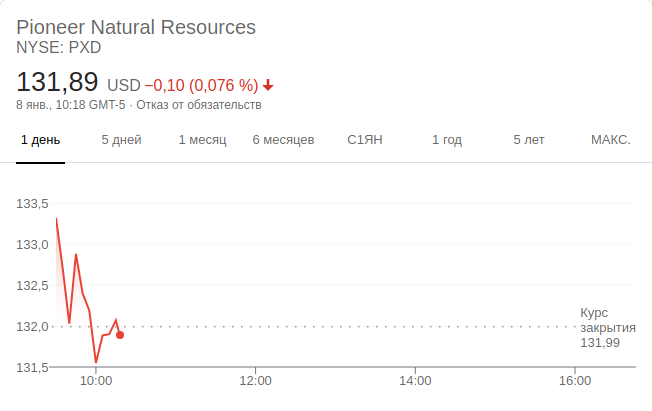 Pioneer Natural Resources
NYSE: PXD
131,89 USD −0,10 (0,076 %)
8 янв., 10:18 GMT-5 · Отказ от обязательств
1 день 5 дней 1 месяц 6 месяцев С1ЯН 1 год 5 лет МАКС.
133,5
133,0
132,5
132,0
131,5
Курс
закрытия
131,99
10:00 12:00 14:00 16:00